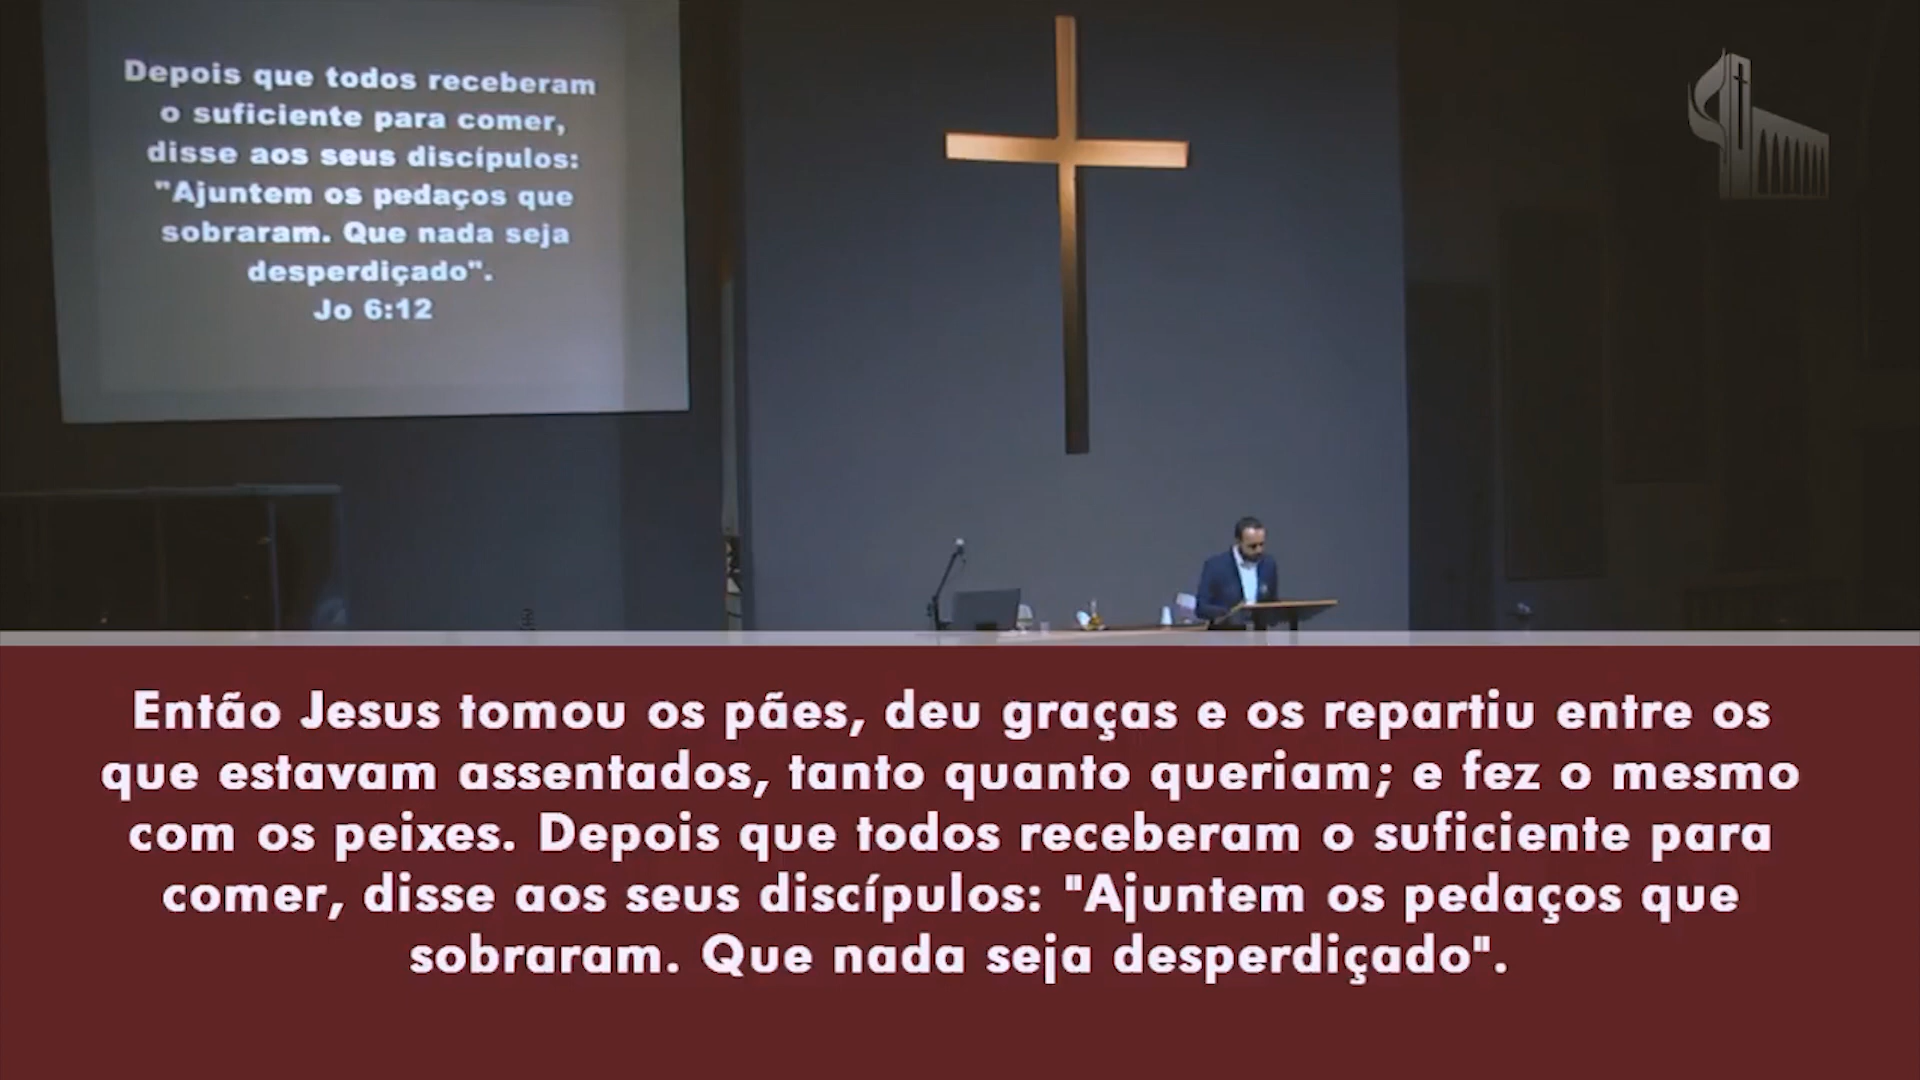 Depois que todos receberam
o suficiente para comer,
disse aos seus discípulos:
"Ajuntem os pedaços que
sobraram. Que nada seja
desperdiçado".
Jo 6:12
Então Jesus tomou os pães, deu graças e os repartiu entre os
que estavam assentados, tanto quanto queriam; e fez o mesmo
com os peixes. Depois que todos receberam o suficiente para
comer, disse aos seus discípulos: "Ajuntem os pedaços que
sobraram. Que nada seja desperdiçado".